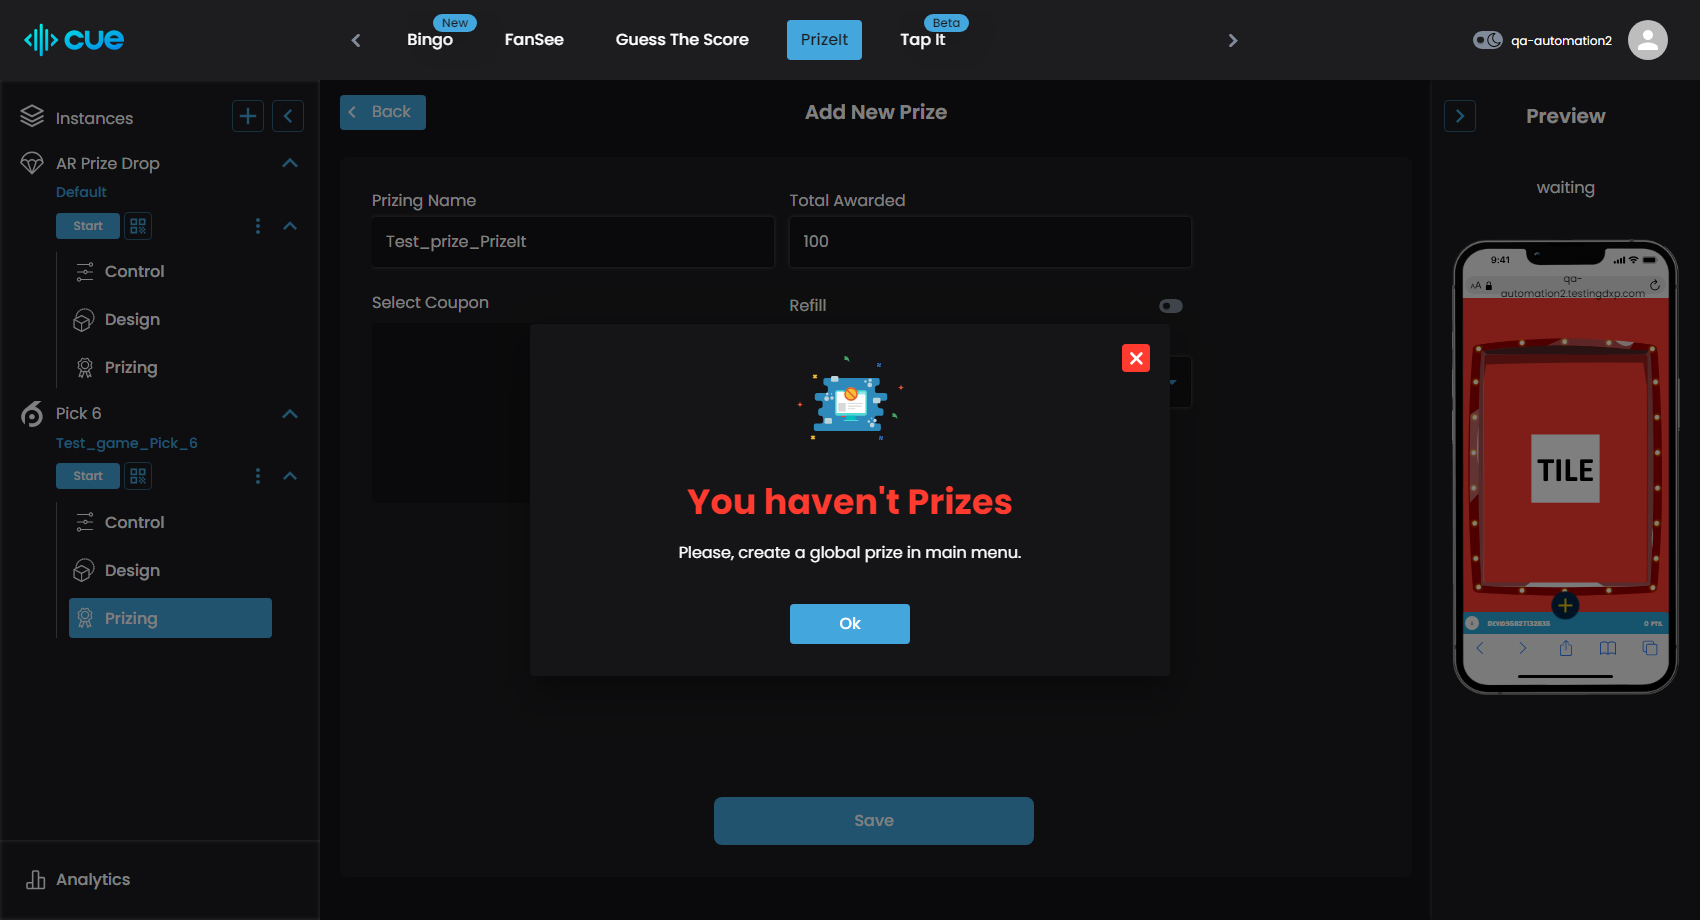 cue
Bingo
New
FanSee
Guess The Score
PrizeIt
Tap It
Beta
qa-automation2
Instances
AR Prize Drop
Default
Start
Control
Design
Prizing
Pick 6
Test_game_Pick_6
Start
Control
Design
Prizing
Analytics
Back
Add New Prize
Prizing Name
Total Awarded
Test_prize_PrizeIt
100
Select Coupon
Refill
You haven't Prizes
Please, create a global prize in main menu.
Ok
Save
Preview
waiting
9:41
AA
qa-
automation2.testingdxp.com
TILE
0 PTS.